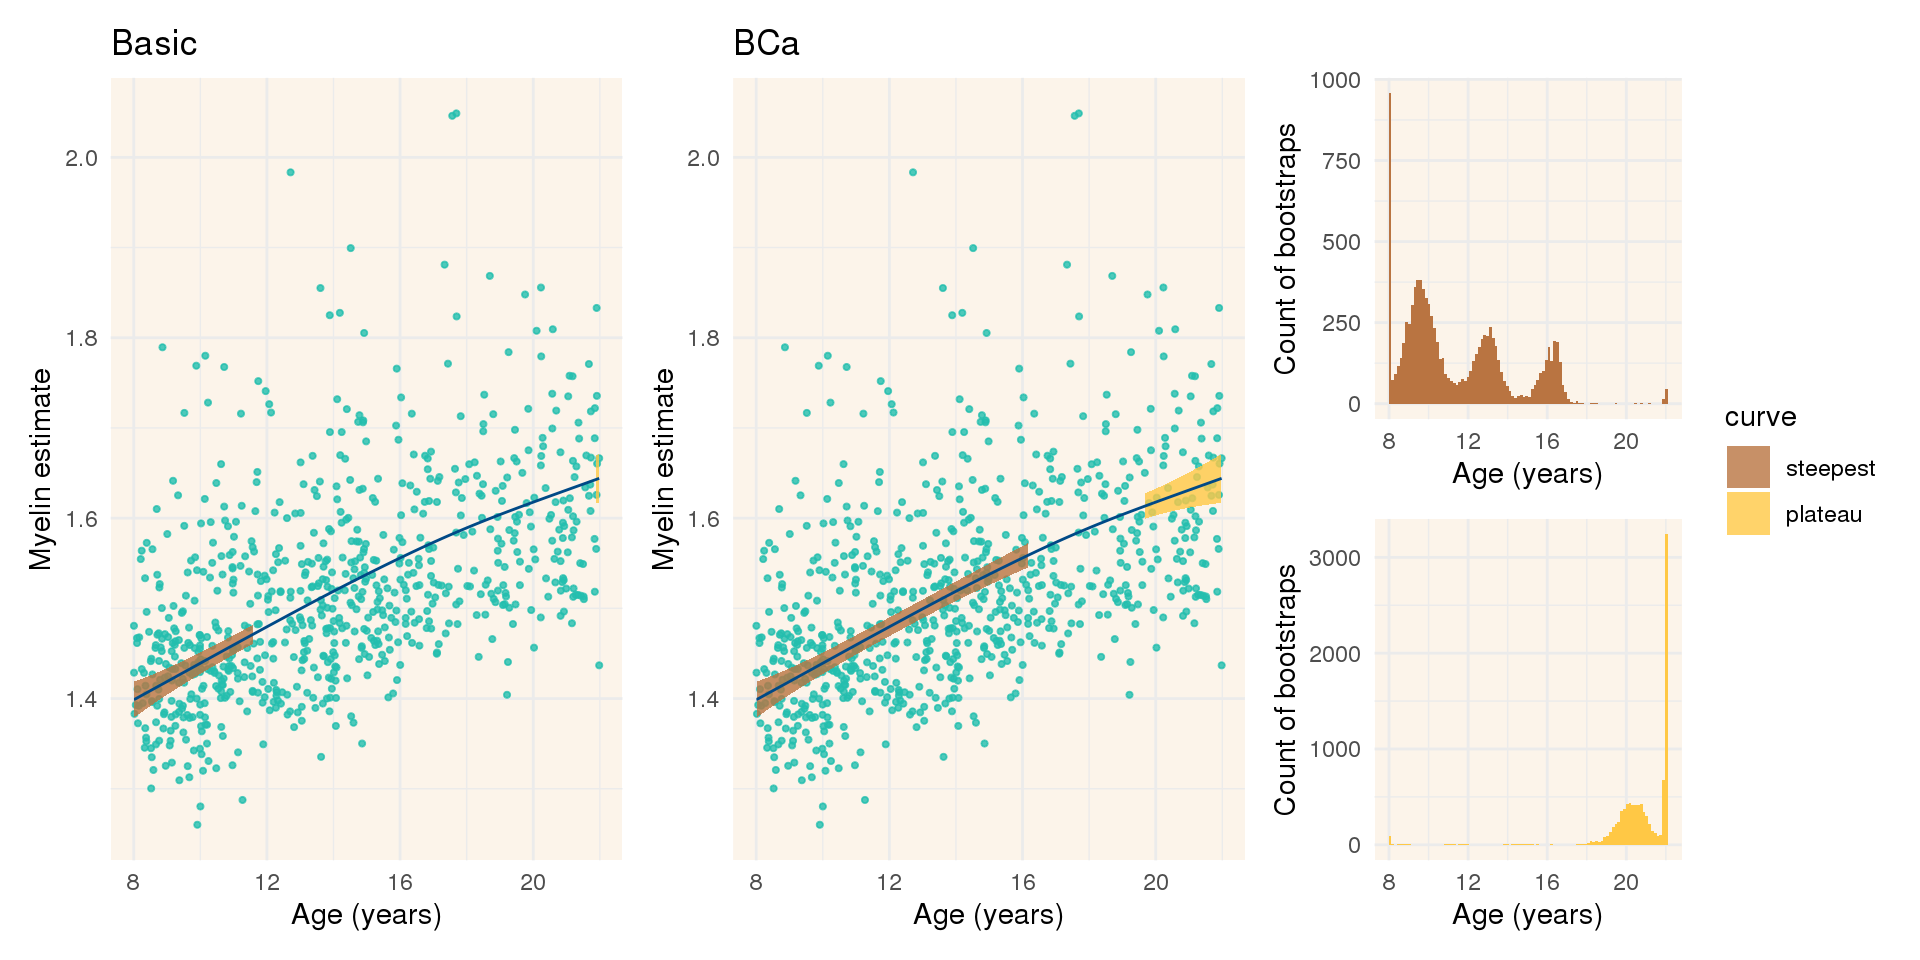 Basic
Myelin estimate
2.0
1.8
1.6
1.4
8 12 16 20
Age (years)
BCa
Myelin estimate
2.0
1.8
1.6
1.4
8 12 16 20
Age (years)
Count of bootstraps
1000
750
500
250
0
8 12 16 20
Age (years)
Count of bootstraps
3000
2000
1000
0
8 12 16 20
Age (years)
curve
steepest
plateau